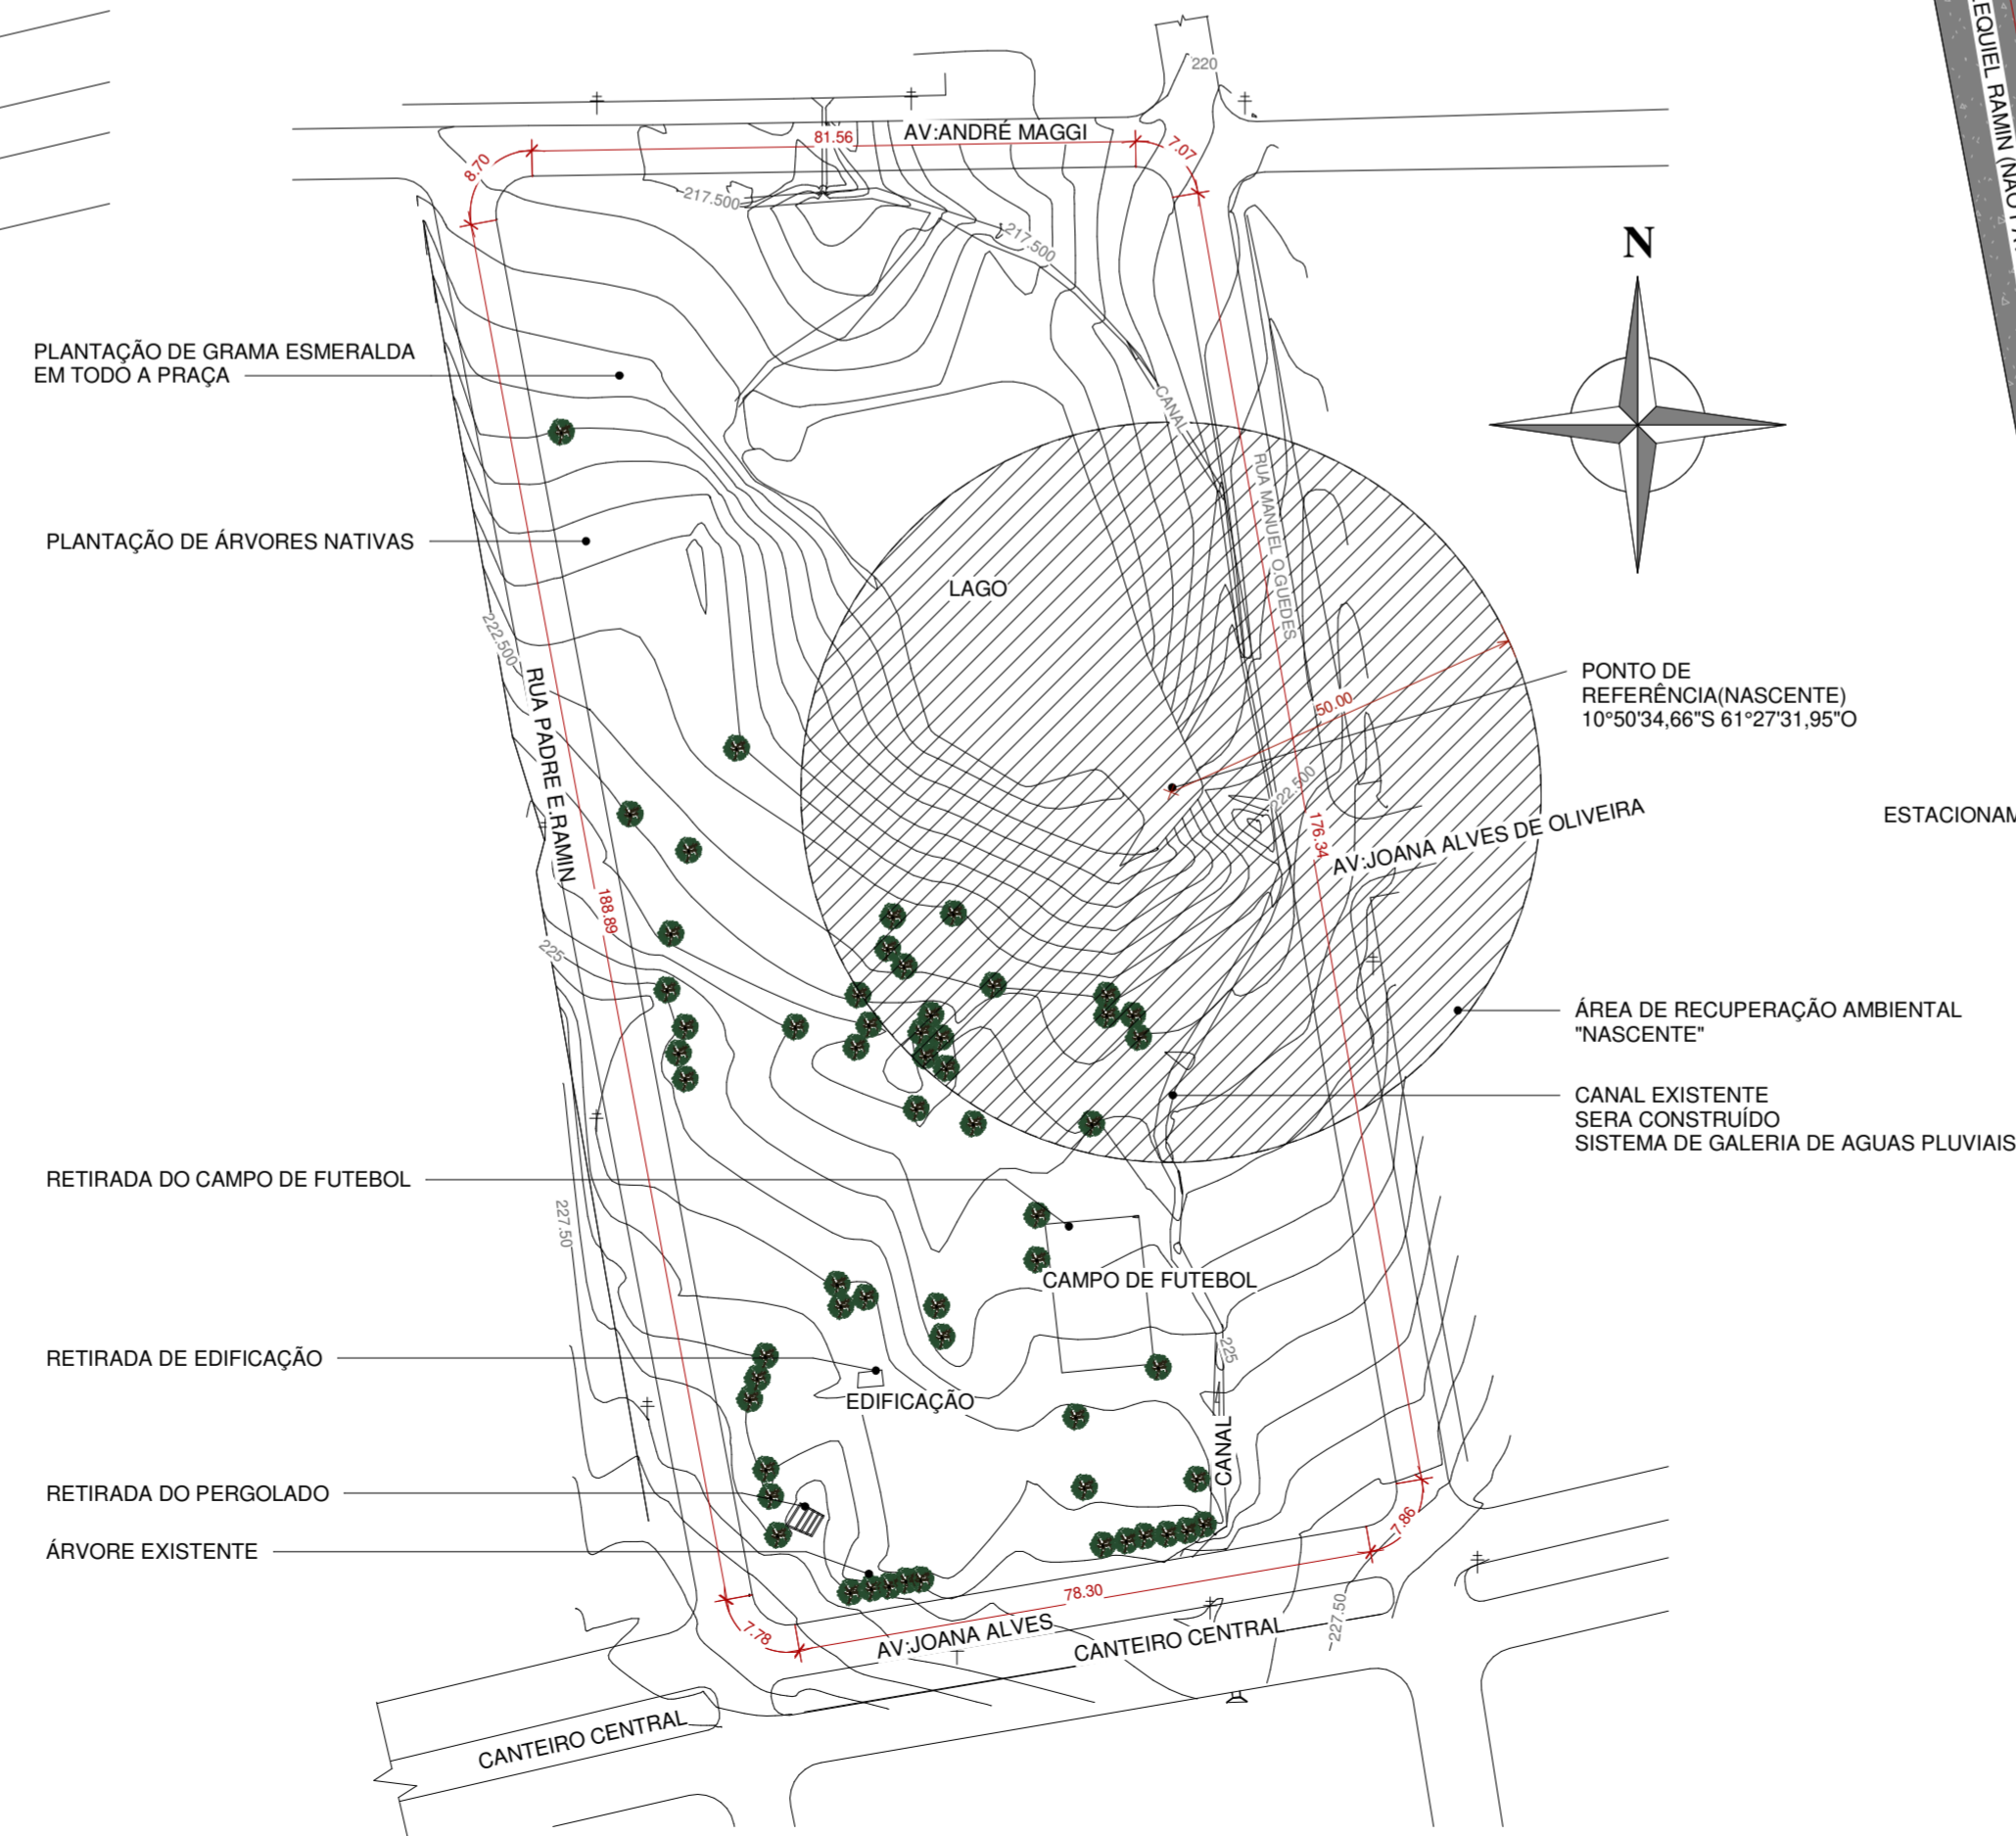 220
AV:ANDRÉ MAGGI
81.56
8.70
7.07
217.500
217.500
N
PLANTAÇÃO DE GRAMA ESMERALDA
EM TODO A PRAÇA
CANAL
RUA MANUEL O.GUEDES
PLANTAÇÃO DE ÁRVORES NATIVAS
LAGO
222.500
RUA PADRE E.RAMIN
PONTO DE
REFERÊNCIA(NASCENTE)
10°50'34,66"S 61°27'31,95"O
50.00
222.500
176.34
AV:JOANA ALVES DE OLIVEIRA
ESTACIONAM
188.89
225
ÁREA DE RECUPERAÇÃO AMBIENTAL
"NASCENTE"
CANAL EXISTENTE
SERA CONSTRUÍDO
SISTEMA DE GALERIA DE AGUAS PLUVIAIS
RETIRADA DO CAMPO DE FUTEBOL
227.50
CAMPO DE FUTEBOL
225
RETIRADA DE EDIFICAÇÃO
EDIFICAÇÃO
CANAL
RETIRADA DO PERGOLADO
ÁRVORE EXISTENTE
7.86
78.30
7.78
AV:JOANA ALVES
CANTEIRO CENTRAL
227.50
CANTEIRO CENTRAL
EQUIEL RAMIN